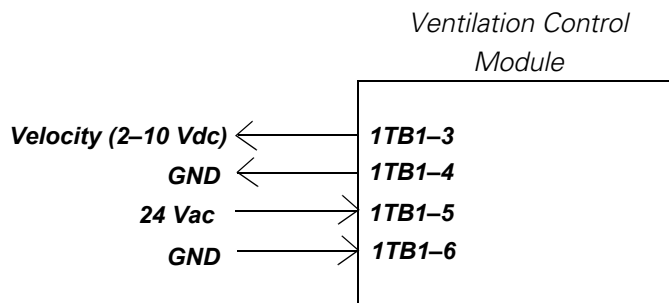 Ventilation Control
Module
Velocity (2–10 Vdc) 1TB1–3
GND 1TB1–4
24 Vac 1TB1–5
GND 1TB1–6